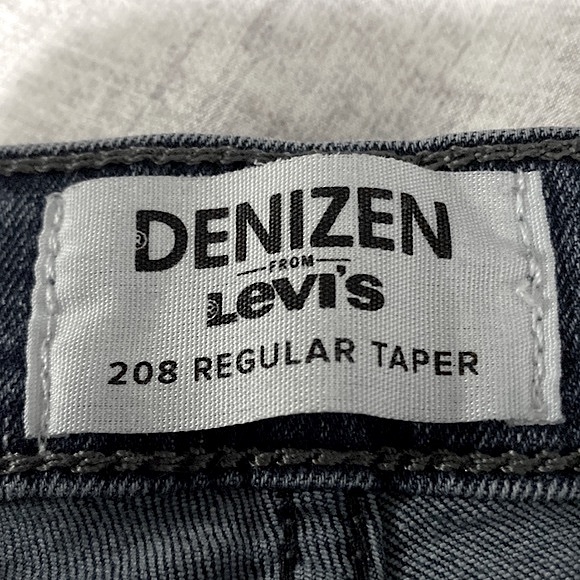 DENIZEN®
FROM
Levi's®
208 REGULAR TAPER